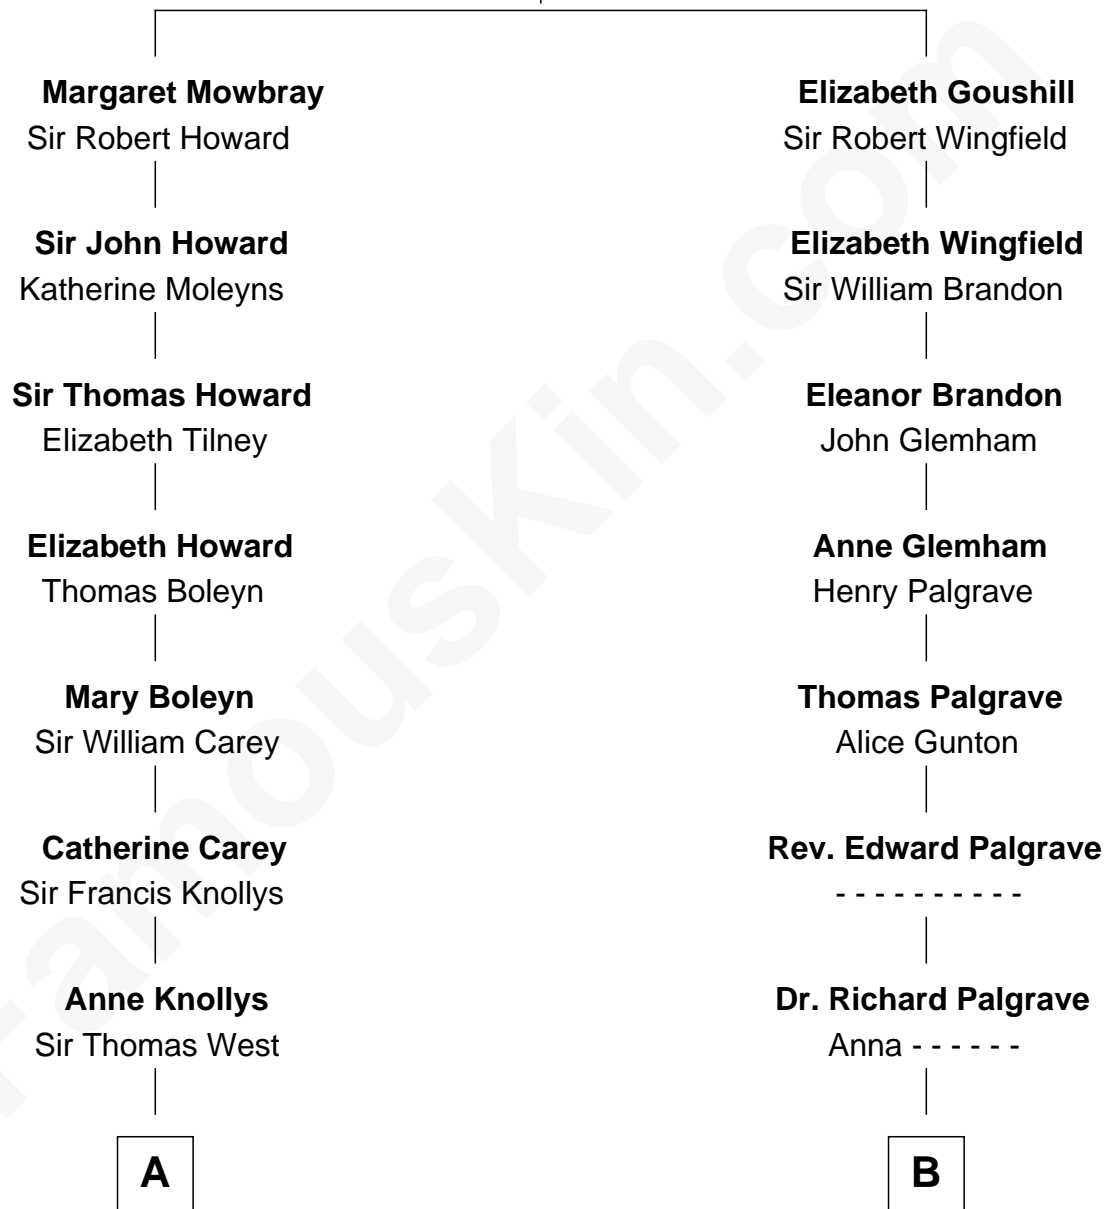 Margaret Mowbray
Sir Robert Howard
Sir John Howard
Katherine Moleyns
Sir Thomas Howard
Elizabeth Tilney
Elizabeth Howard
Thomas Boleyn
Mary Boleyn
Sir William Carey
Catherine Carey
Sir Francis Knollys
Anne Knollys
Sir Thomas West
A
Elizabeth Goushill
Sir Robert Wingfield
Elizabeth Wingfield
Sir William Brandon
Eleanor Brandon
John Glemham
Anne Glemham
Henry Palgrave
Thomas Palgrave
Alice Gunton
Rev. Edward Palgrave
- - - - - - - - - -
Dr. Richard Palgrave
Anna - - - - - -
B
FamousKin.com